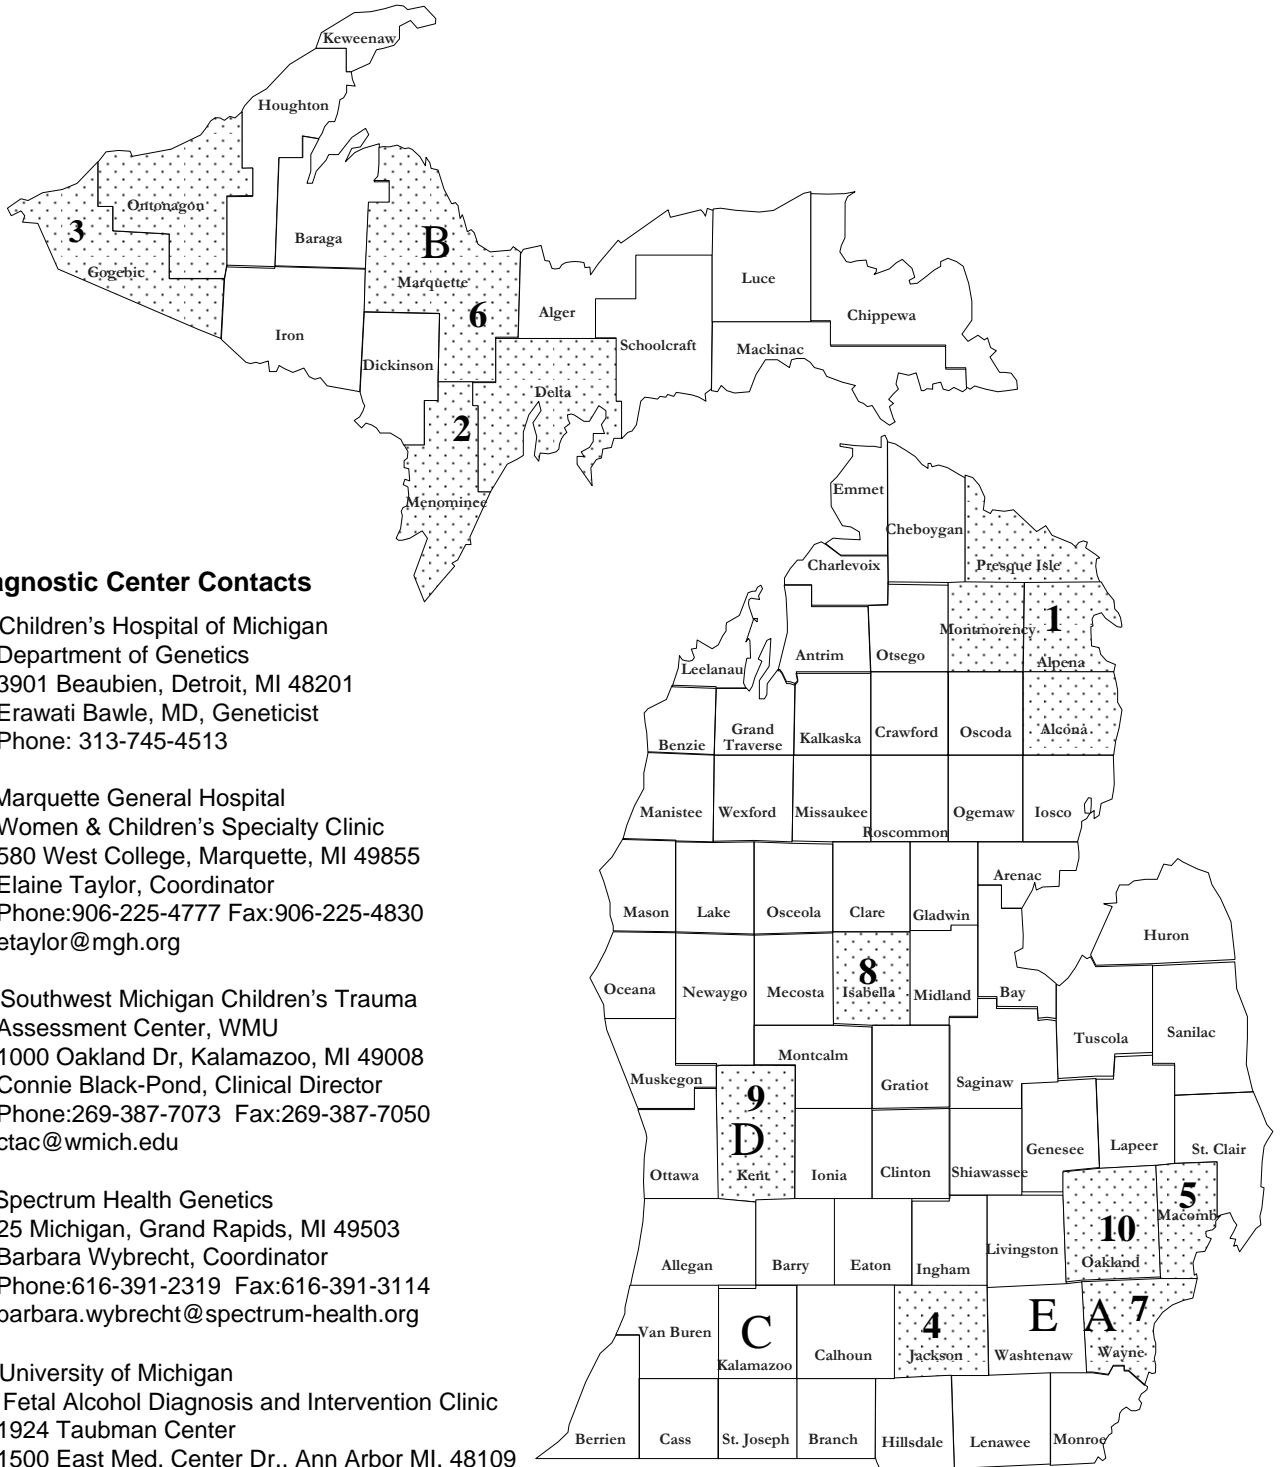 Keweenaw
Houghton
Ontonagon
3
Baraga
B
Gogebic
Marquette
Luce
6
Alger
Chippewa
Iron
Schoolcraft
Mackinac
Dickinson
Delta
2
Menominee
Emmet
Cheboygan
Charlevoix
Presque Isle
1
Montmorency
Antrim
Otsego
Alpena
Leelanau
Grand
Traverse
Benzie
Kalkaska
Crawford
Oscoda
Alcona
Manistee
Wexford
Missaukee
Roscommon
Ogemaw
Iosco
Arenac
Mason
Lake
Osceola
Clare
Gladwin
Huron
8
Oceana
Newaygo
Mecosta
Isabella
Midland
Bay
Tuscola
Sanilac
Montcalm
Muskegon
Gratiot
Saginaw
9
D
Genesee
Lapeer
St. Clair
Ottawa
Kent
Ionia
Clinton
Shiawassee
5
Macomb
10
Livingston
Oakland
Allegan
Barry
Eaton
Ingham
C
4
E
A
7
Van Buren
Kalamazoo
Calhoun
Jackson
Washtenaw
Wayne
Berrien
Cass
St. Joseph
Branch
Hillsdale
Lenawee
Monroe
agnostic Center Contacts
Children's Hospital of Michigan
Department of Genetics
3901 Beaubien, Detroit, MI 48201
Erawati Bawle, MD, Geneticist
Phone: 313-745-4513
Marquette General Hospital
Women & Children's Specialty Clinic
580 West College, Marquette, MI 49855
Elaine Taylor, Coordinator
Phone:906-225-4777 Fax:906-225-4830
etaylor@mgh.org
Southwest Michigan Children's Trauma
Assessment Center, WMU
1000 Oakland Dr, Kalamazoo, MI 49008
Connie Black-Pond, Clinical Director
Phone:269-387-7073 Fax:269-387-7050
ctac@wmich.edu
Spectrum Health Genetics
25 Michigan, Grand Rapids, MI 49503
Barbara Wybrecht, Coordinator
Phone:616-391-2319 Fax:616-391-3114
barbara.wybrecht@spectrum-health.org
University of Michigan
Fetal Alcohol Diagnosis and Intervention Clinic
1924 Taubman Center
1500 East Med. Center Dr., Ann Arbor MI. 48109